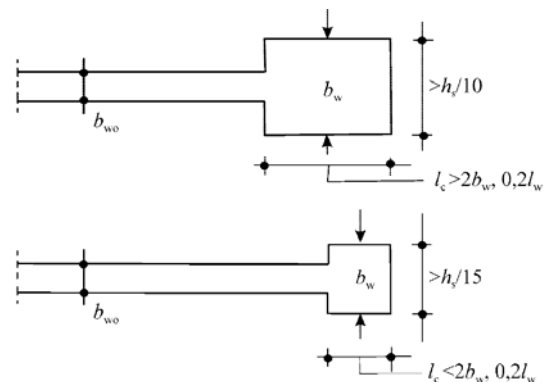 b_w
>h_s/10
b_wo
l_c>2b_w, 0,2l_w
b_w
>h_s/15
b_wo
l_c<2b_w, 0,2l_w